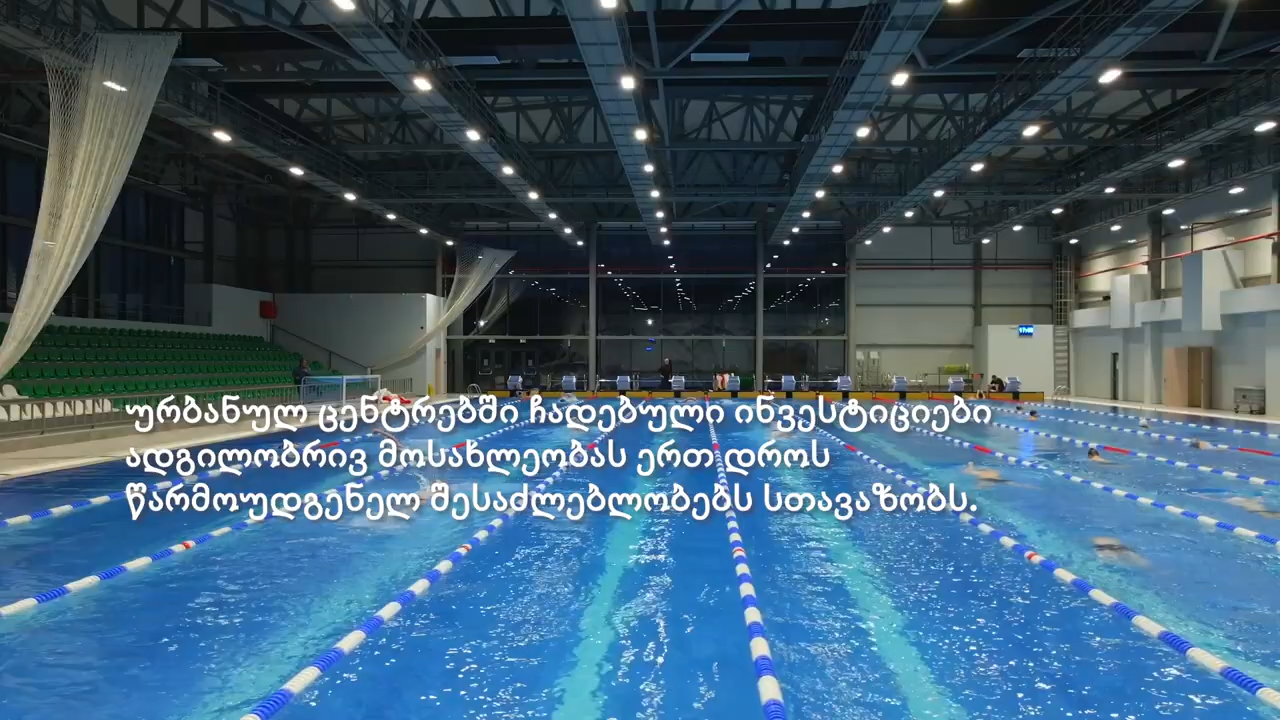 ურბანულ ცენტრებში ჩადებული ინვესტიციები
ადგილობრივ მოსახლეობას ერთ დროს
წარმოუდგენელ შესაძლებლობებს სთავაზობს.